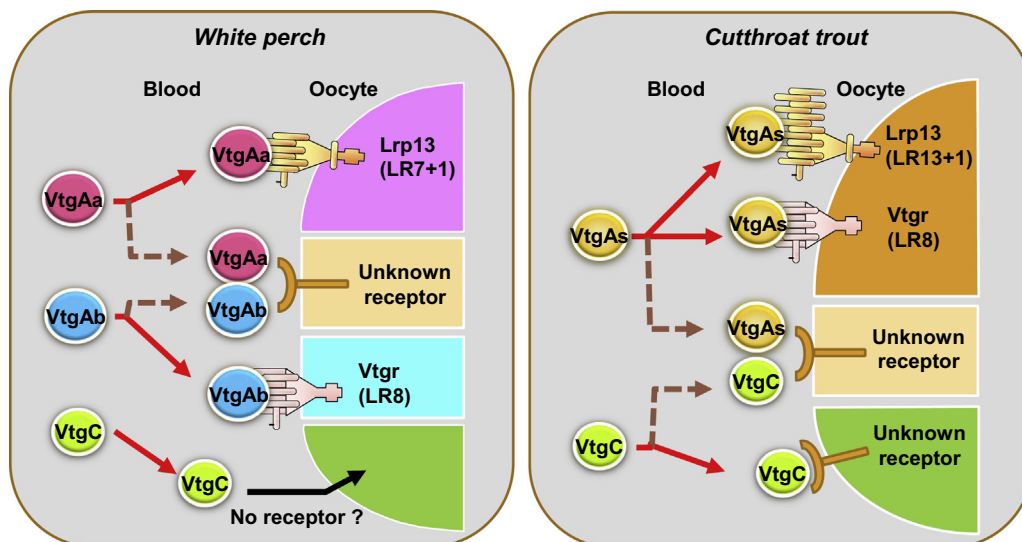 White perch
Blood
Oocyte
VtgAa
VtgAa
Lrp13
(LR7+1)
VtgAa
VtgAb
VtgAb
Unknown
receptor
VtgAb
Vtgr
(LR8)
VtgC
VtgC
No receptor ?
Cutthroat trout
Blood
Oocyte
VtgAs
Lrp13
(LR13+1)
VtgAs
VtgAs
Vtgr
(LR8)
VtgAs
VtgC
Unknown
receptor
VtgC
VtgC
Unknown
receptor